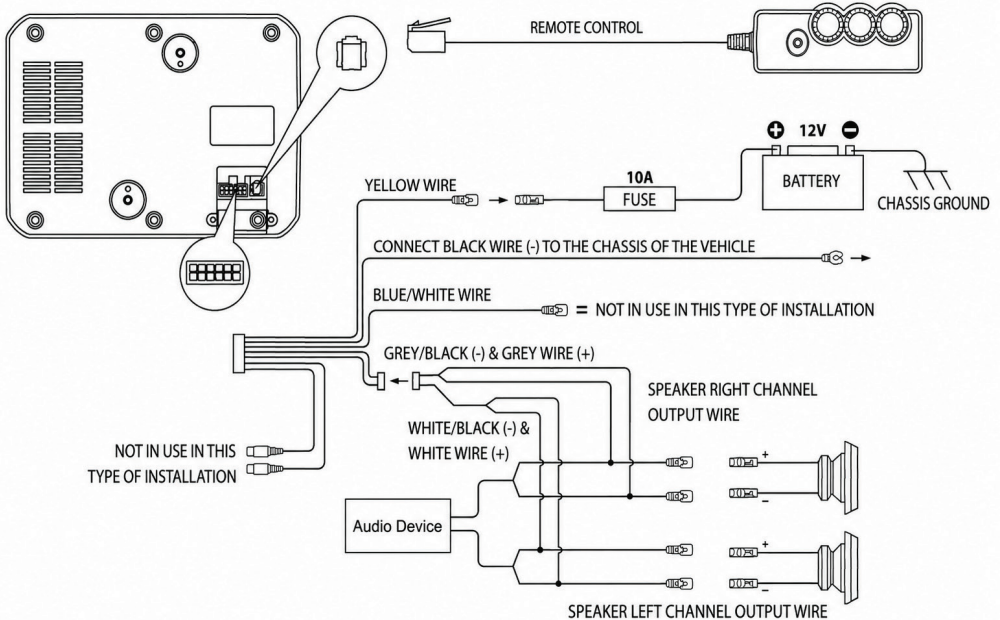 REMOTE CONTROL
+ 12V -
BATTERY
CHASSIS GROUND
YELLOW WIRE
10A
FUSE
CONNECT BLACK WIRE (-) TO THE CHASSIS OF THE VEHICLE
BLUE/WHITE WIRE
= NOT IN USE IN THIS TYPE OF INSTALLATION
GREY/BLACK (-) & GREY WIRE (+)
SPEAKER RIGHT CHANNEL
OUTPUT WIRE
WHITE/BLACK (-) &
WHITE WIRE (+)
NOT IN USE IN THIS
TYPE OF INSTALLATION
Audio Device
+
–
+
–
SPEAKER LEFT CHANNEL OUTPUT WIRE